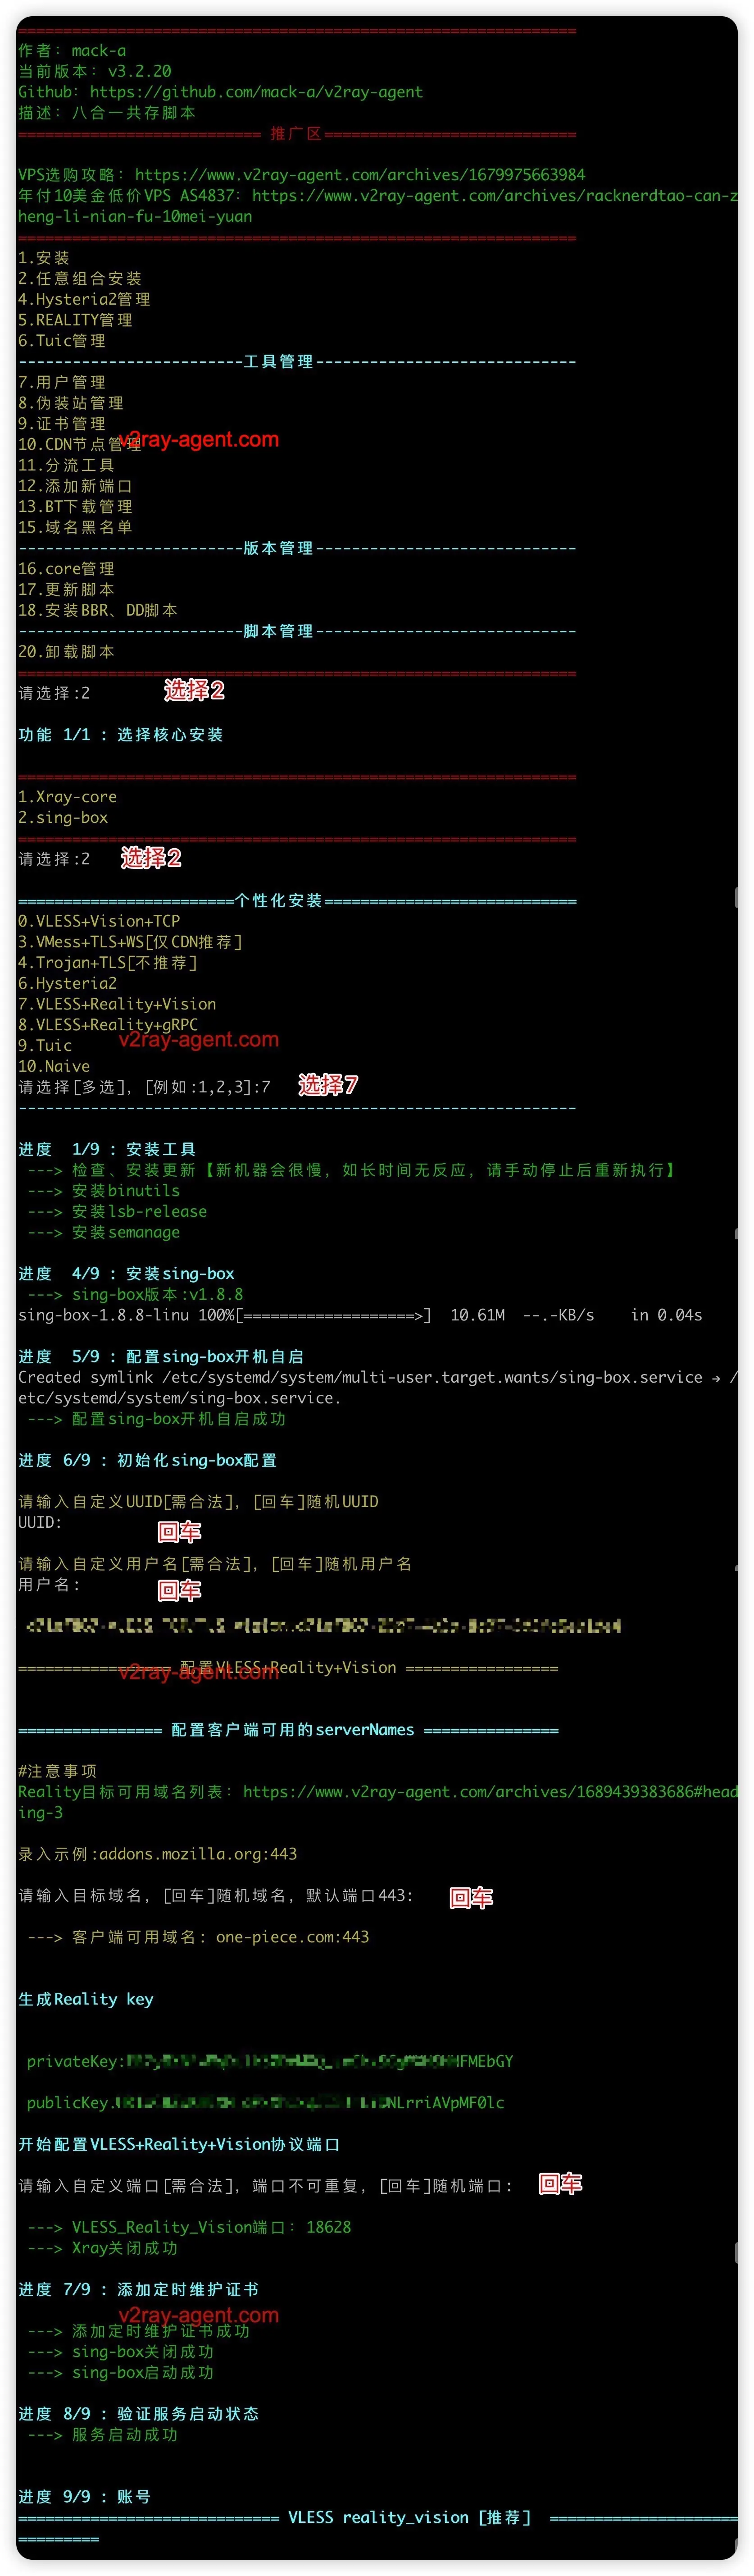 ============================================================
作者：mack-a
当前版本：v3.2.20
Github：https://github.com/mack-a/v2ray-agent
描述：八合一共存脚本
=========================== 推广区============================
VPS选购攻略：https://www.v2ray-agent.com/archives/1679975663984
年付10美金低价VPS AS4837：https://www.v2ray-agent.com/archives/racknerdtao-can-z
heng-li-nian-fu-10mei-yuan
============================================================
1.安装
2.任意组合安装
4.Hysteria2管理
5.REALITY管理
6.Tuic管理
-------------------------工具管理-----------------------------
7.用户管理
8.伪装站管理
9.证书管理
10.CDN节点管理
v2ray-agent.com
11.分流工具
12.添加新端口
13.BT下载管理
15.域名黑名单
-------------------------版本管理-----------------------------
16.core管理
17.更新脚本
18.安装BBR、DD脚本
-------------------------脚本管理-----------------------------
20.卸载脚本
============================================================
请选择:2 选择2
功能 1/1 : 选择核心安装
============================================================
1.Xray-core
2.sing-box
============================================================
请选择:2 选择2
========================个性化安装============================
0.VLESS+Vision+TCP
3.VMess+TLS+WS[仅CDN推荐]
4.Trojan+TLS[不推荐]
6.Hysteria2
7.VLESS+Reality+Vision
8.VLESS+Reality+gRPC
v2ray-agent.com
9.Tuic
10.Naive
请选择[多选]，[例如:1,2,3]:7 选择7
--------------------------------------------------------------
进度  1/9 : 安装工具
---> 检查、安装更新【新机器会很慢，如长时间无反应，请手动停止后重新执行】
---> 安装binutils
---> 安装lsb-release
---> 安装semanage
进度  4/9 : 安装sing-box
---> sing-box版本:v1.8.8
sing-box-1.8.8-linu 100%[===================>]  10.61M  --.-KB/s    in 0.04s
进度  5/9 : 配置sing-box开机自启
Created symlink /etc/systemd/system/multi-user.target.wants/sing-box.service → /
etc/systemd/system/sing-box.service.
---> 配置sing-box开机自启成功
进度 6/9 : 初始化sing-box配置
请输入自定义UUID[需合法]，[回车]随机UUID
UUID: 回车
请输入自定义用户名[需合法]，[回车]随机用户名
用户名: 回车
================= 配置VLESS+Reality+Vision =================
v2ray-agent.com
================ 配置客户端可用的serverNames ===============
#注意事项
Reality目标可用域名列表：https://www.v2ray-agent.com/archives/1689439383686#head
ing-3
录入示例:addons.mozilla.org:443
请输入目标域名，[回车]随机域名，默认端口443: 回车
---> 客户端可用域名: one-piece.com:443
生成Reality key
privateKey: FMEbGY
publicKey. NLrriAVpMF0lc
开始配置VLESS+Reality+Vision协议端口
请输入自定义端口[需合法]，端口不可重复，[回车]随机端口: 回车
---> VLESS_Reality_Vision端口: 18628
---> Xray关闭成功
进度 7/9 : 添加定时维护证书
v2ray-agent.com
---> 添加定时维护证书成功
---> sing-box关闭成功
---> sing-box启动成功
进度 8/9 : 验证服务启动状态
---> 服务启动成功
进度 9/9 : 账号
============================= VLESS reality_vision [推荐]  =====================
=========